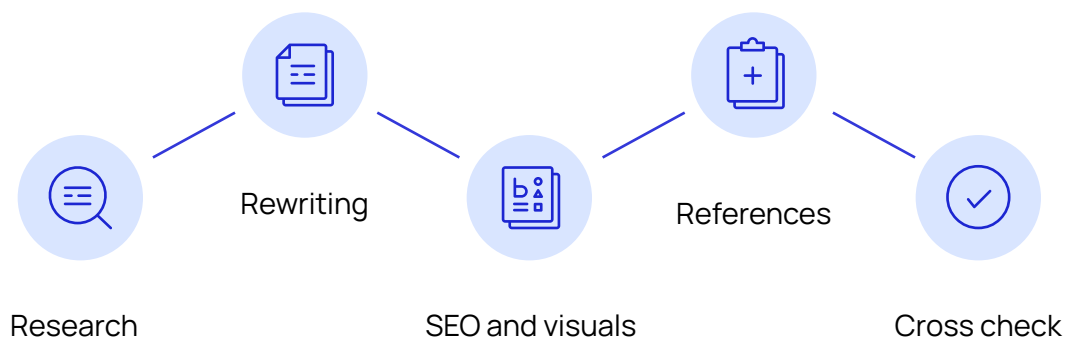 Research
Rewriting
SEO and visuals
References
Cross check